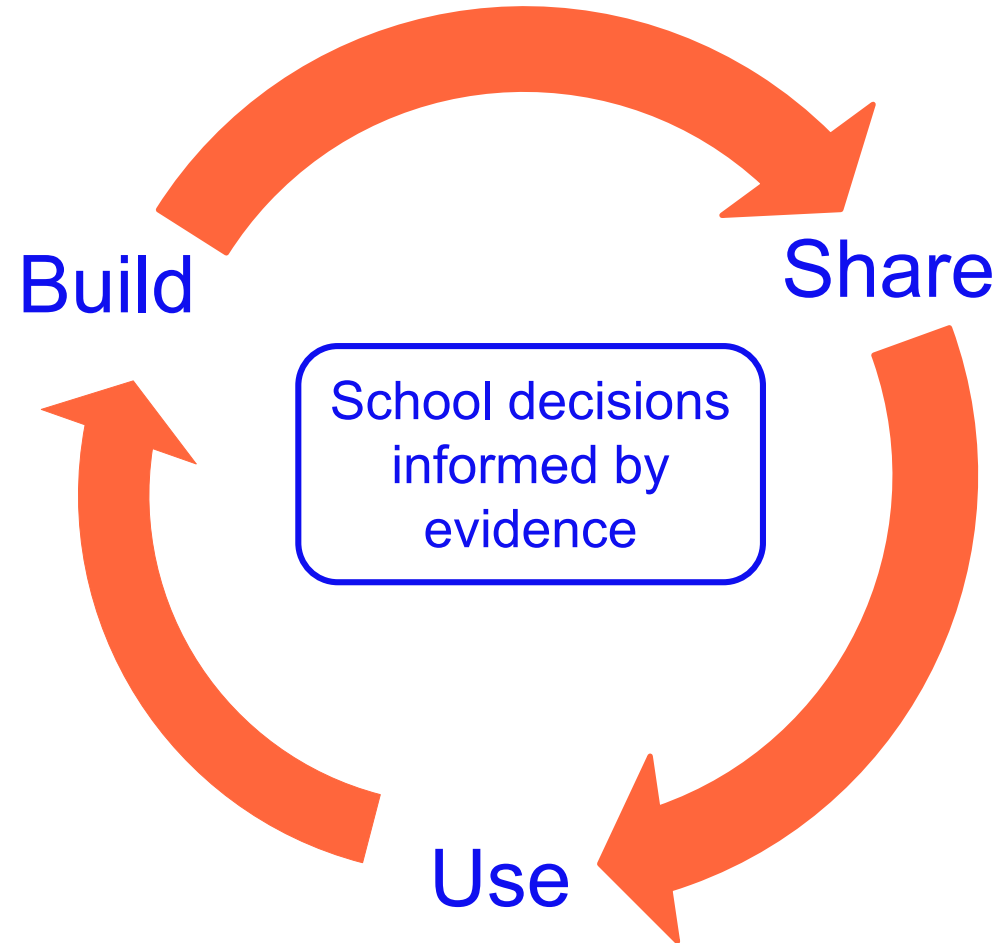 Build
Share
School decisions
informed by
evidence
Use